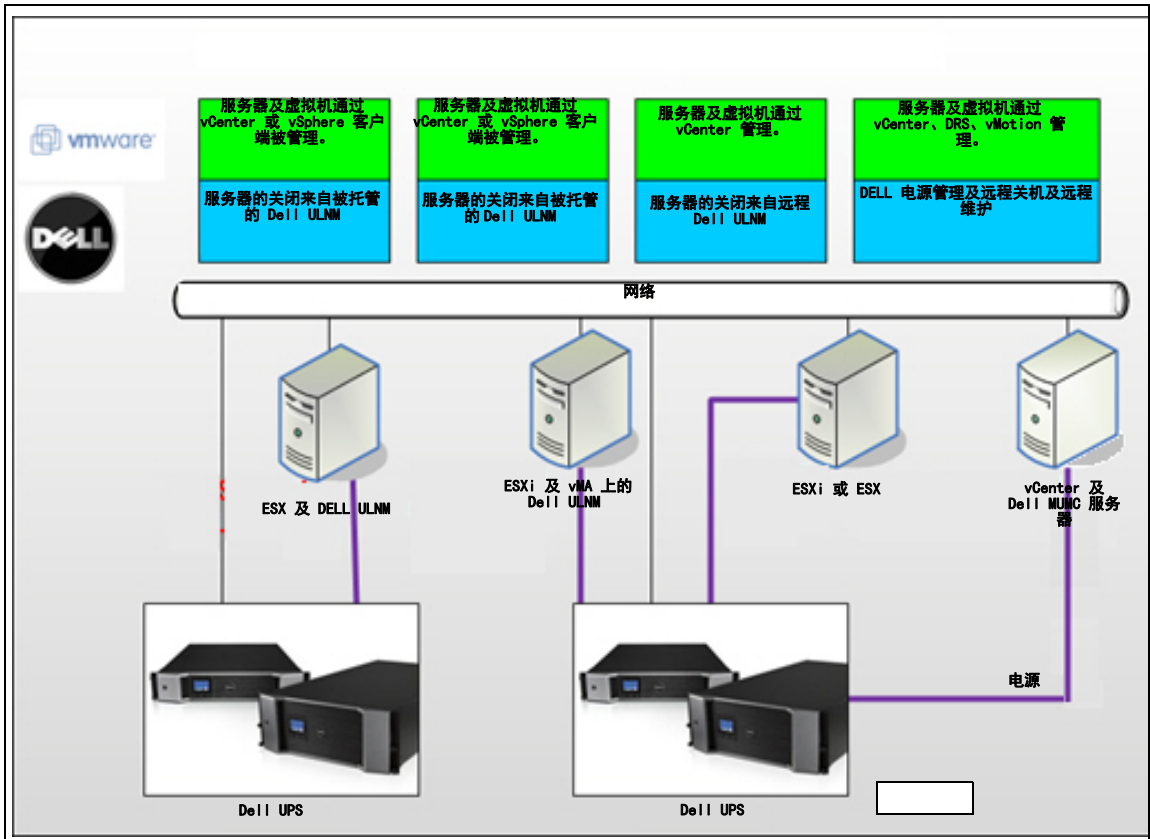 服务器及虚拟机通过
vCenter 或 vSphere 客户
端被管理。
服务器及虚拟机通过
vCenter 或 vSphere 客户
端被管理。
服务器及虚拟机通过
vCenter 管理。
服务器及虚拟机通过
vCenter、DRS、vMotion 管
理。
vmware
服务器的关闭来自被托管
的 Dell ULNM
服务器的关闭来自被托管
的 Dell ULNM
服务器的关闭来自远程
Dell ULNM
DELL 电源管理及远程关机及远程
维护
DELL
网络
ESX 及 DELL ULNM
ESXi 及 vMA 上的
Dell ULNM
ESXi 或 ESX
vCenter 及
Dell MUMC 服务
器
电源
Dell UPS
Dell UPS